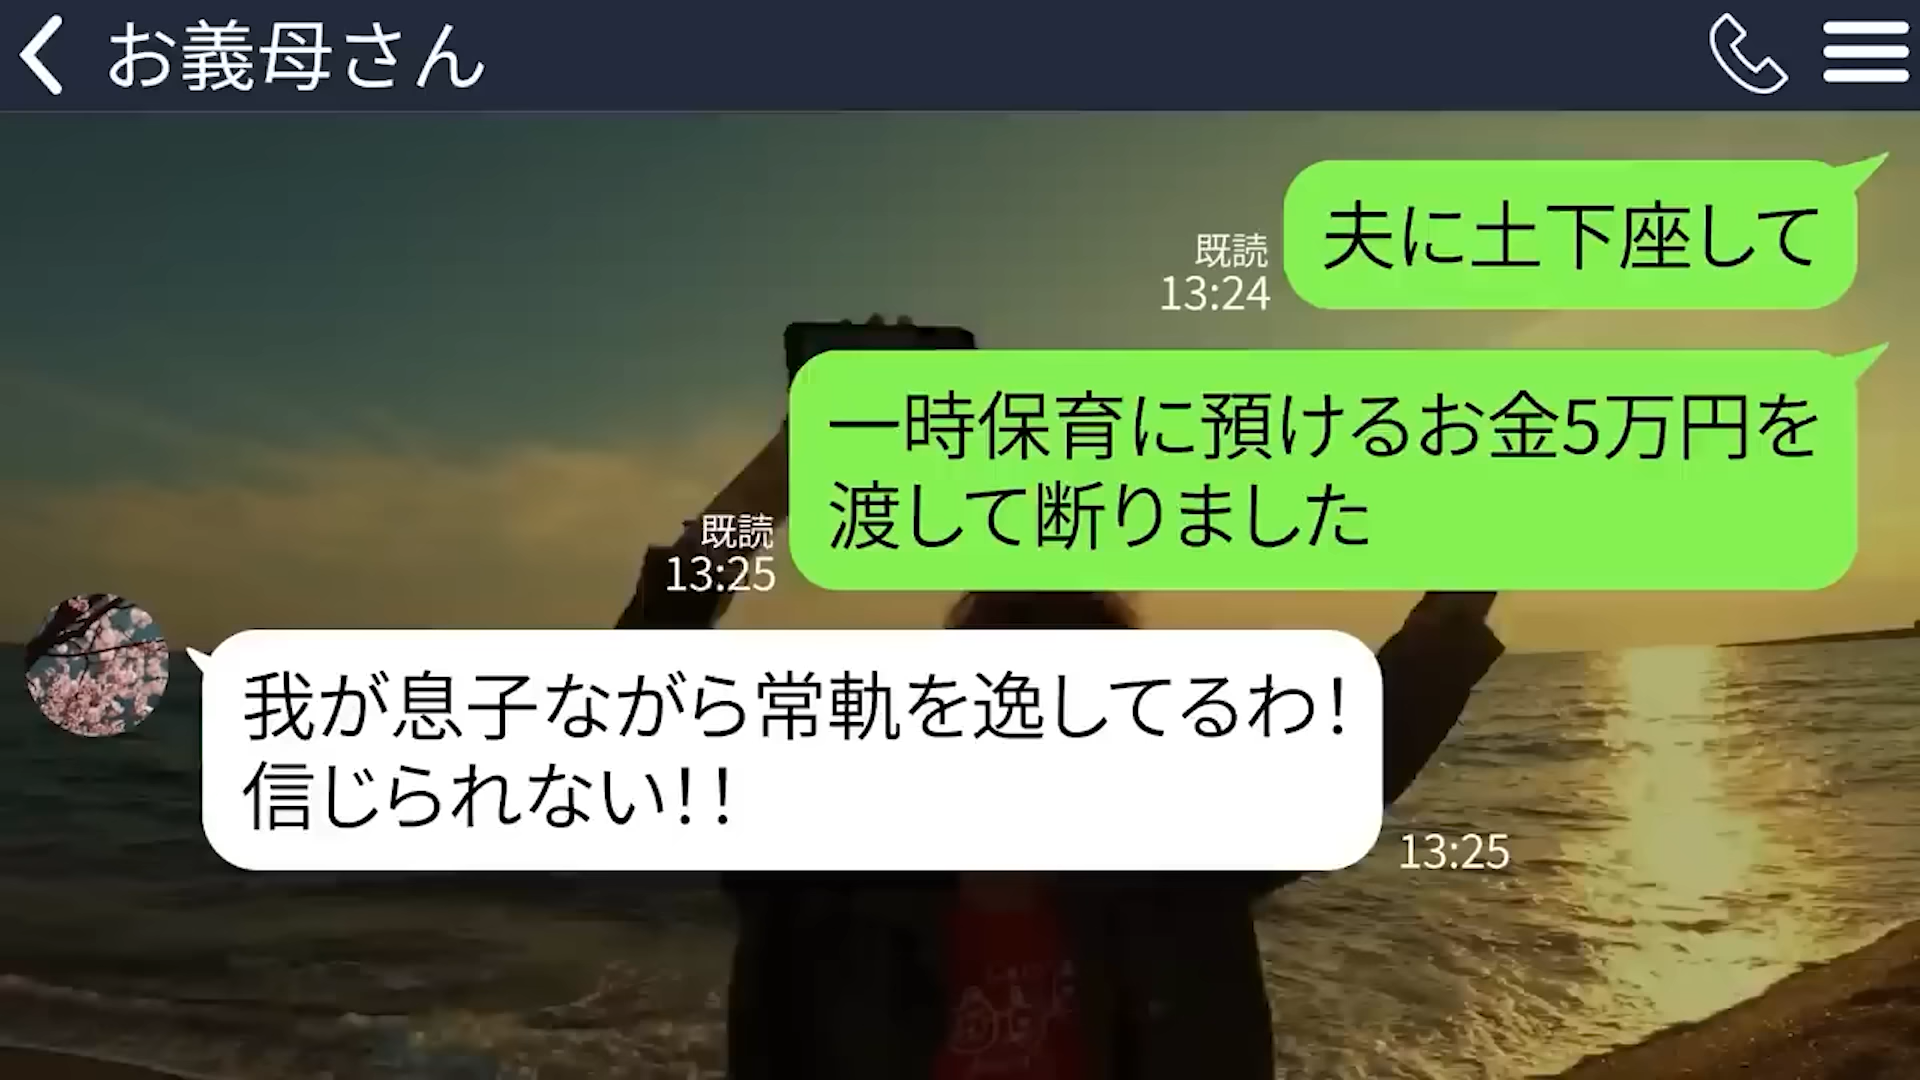 お義母さん
夫に土下座して
既読
13:24
一時保育に預けるお金5万円を
渡して断りました
既読
13:25
我が息子ながら常軌を逸してるわ！
信じられない！！
13:25